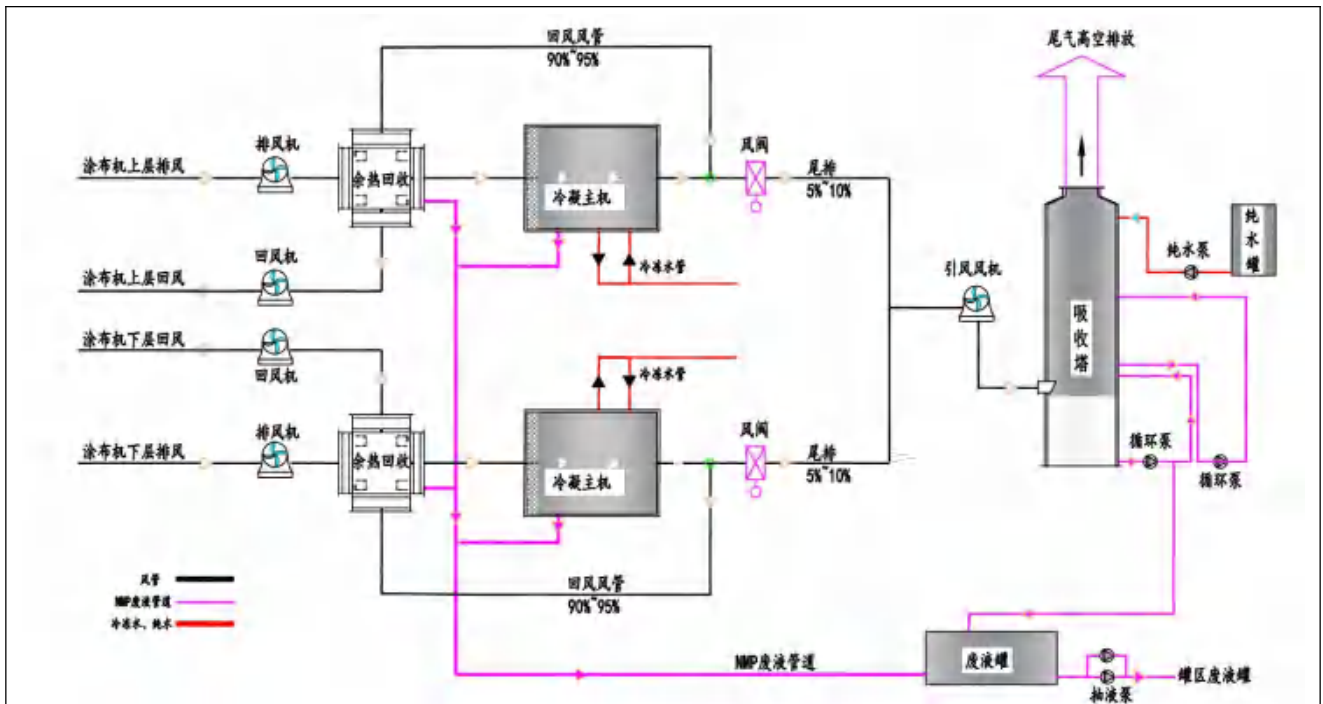 回风风管
90%~95%
尾气高空排放
排风机
风阀
涂布机上层排风
余热回收
冷凝主机
尾排
5%~10%
纯水罐
纯水泵
回风机
冷冻水管
涂布机上层回风
引风风机
吸收塔
涂布机下层回风
回风机
冷冻水管
排风机
风阀
涂布机下层排风
余热回收
冷凝主机
尾排
5%~10%
循环泵
循环泵
风管
回风风管
NMP废液管道
90%~95%
冷冻水、纯水
NMP废液管道
废液罐
罐区废液罐
抽液泵